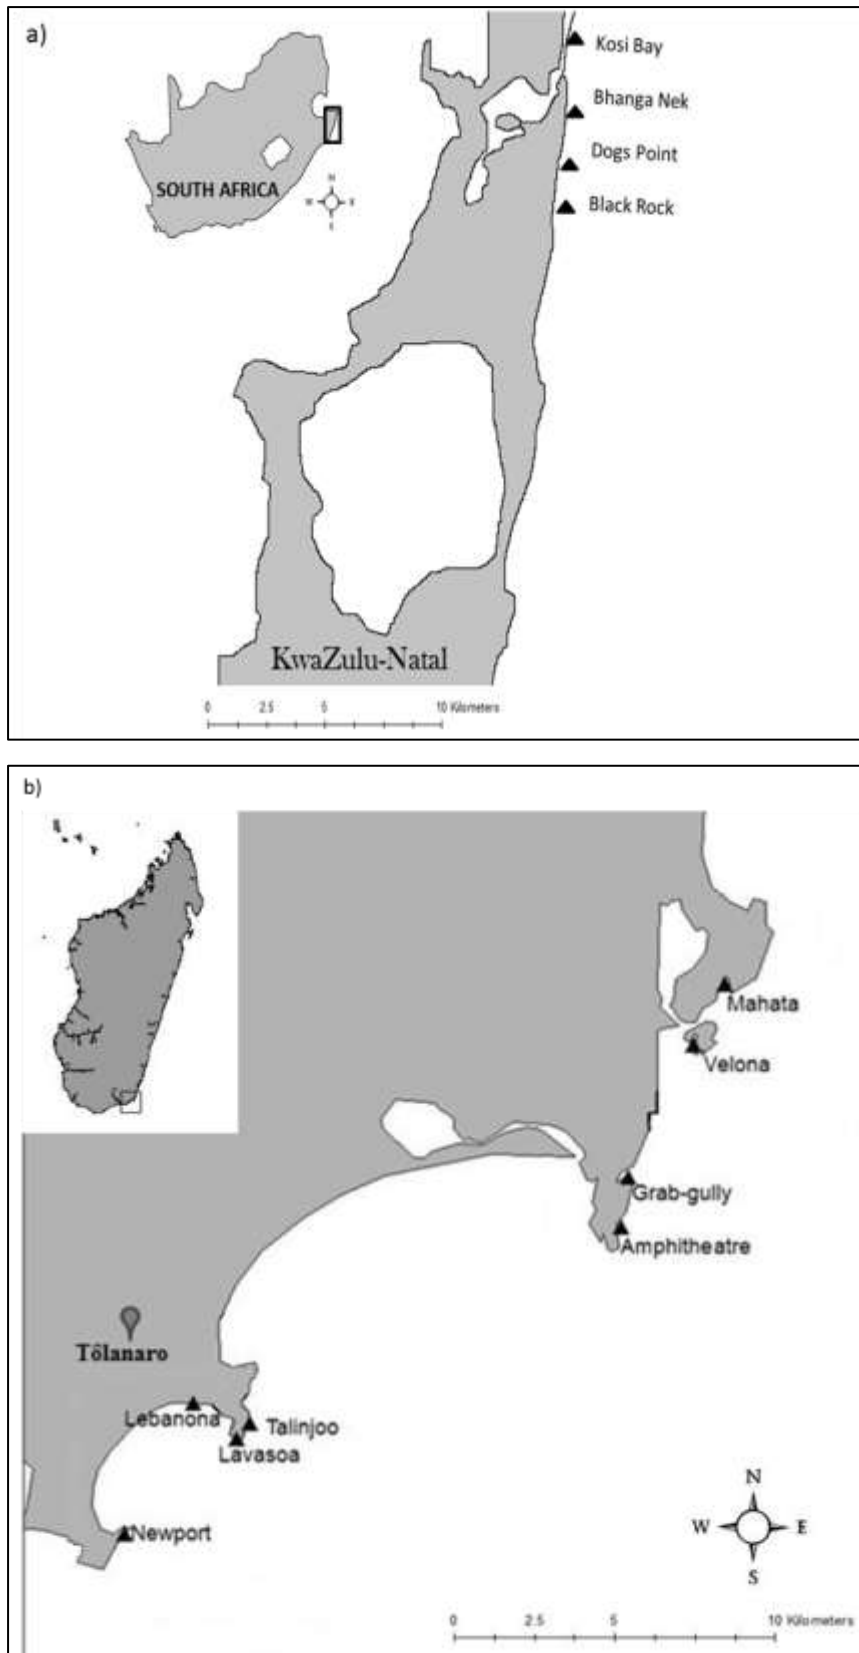 a)
Kosi Bay
Bhanga Nek
Dogs Point
Black Rock
SOUTH AFRICA
N
W E
KwaZulu-Natal
0 2.5 5 10 Kilometers
b)
Mahata
Velona
Grab-gully
Amphitheatre
Tôlanaro
Lebanona
Talinjoo
Lavasoa
Newport
N
W E
S
0 2.5 5 10 Kilometers